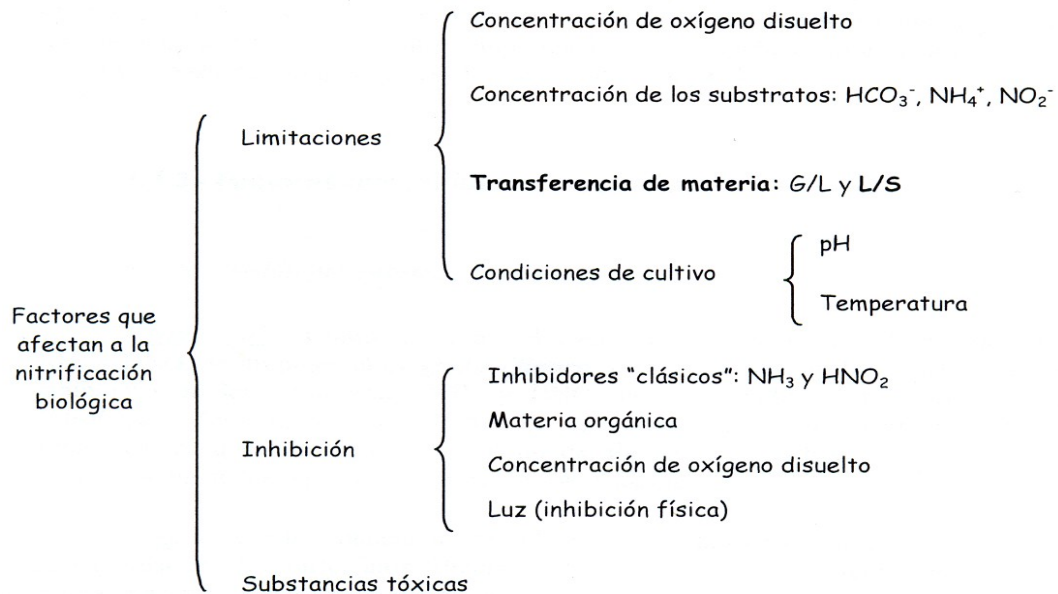 Factores que
afectan a la
nitrificación
biológica
Limitaciones
Concentración de oxígeno disuelto
Concentración de los substratos: HCO₃⁻, NH₄⁺, NO₂⁻
Transferencia de materia: G/L y L/S
Condiciones de cultivo
pH
Temperatura
Inhibición
Inhibidores “clásicos”: NH₃ y HNO₂
Materia orgánica
Concentración de oxígeno disuelto
Luz (inhibición física)
Substancias tóxicas